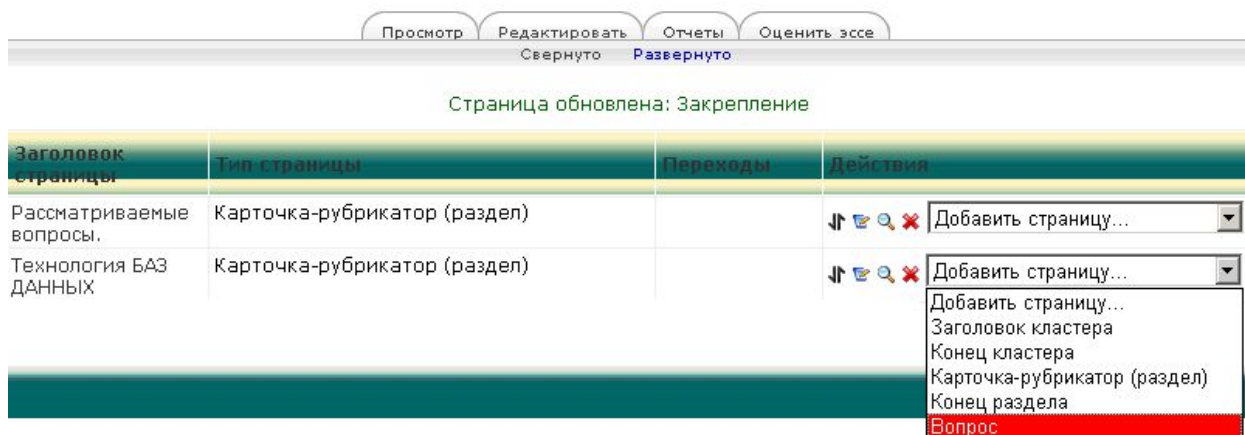 Просмотр Редактировать Отчеты Оценить эссе
Свернуто Развернуто
Страница обновлена: Закрепление
Заголовок страницы Тип страницы Переходы Действия
Рассматриваемые вопросы. Карточка-рубрикатор (раздел) Добавить страницу...
Технология БАЗ ДАННЫХ Карточка-рубрикатор (раздел) Добавить страницу...
Добавить страницу...
Заголовок кластера
Конец кластера
Карточка-рубрикатор (раздел)
Конец раздела
Вопрос